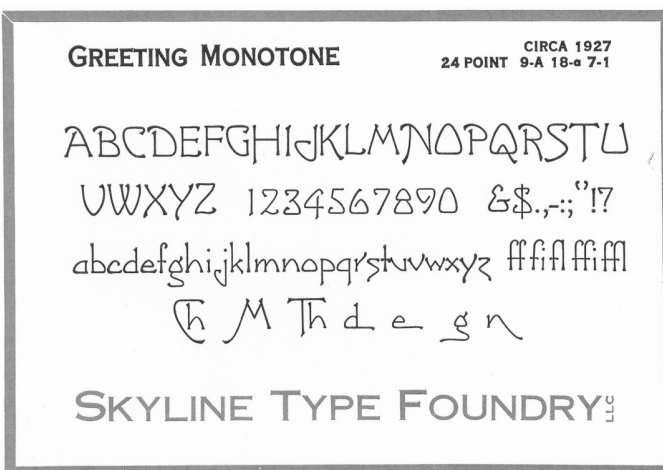 GREETING MONOTONE
CIRCA 1927
24 POINT 9-A 18-a 7-1
ABCDEFGHIJKLMNOPQRSTU
VWXYZ 1234567890 &$.,-:;‘’!?
abcdefghijklmnopqrstuvwxyz ff fi fl ffi ffl
Ch M Th d e g n
SKYLINE TYPE FOUNDRY LLC